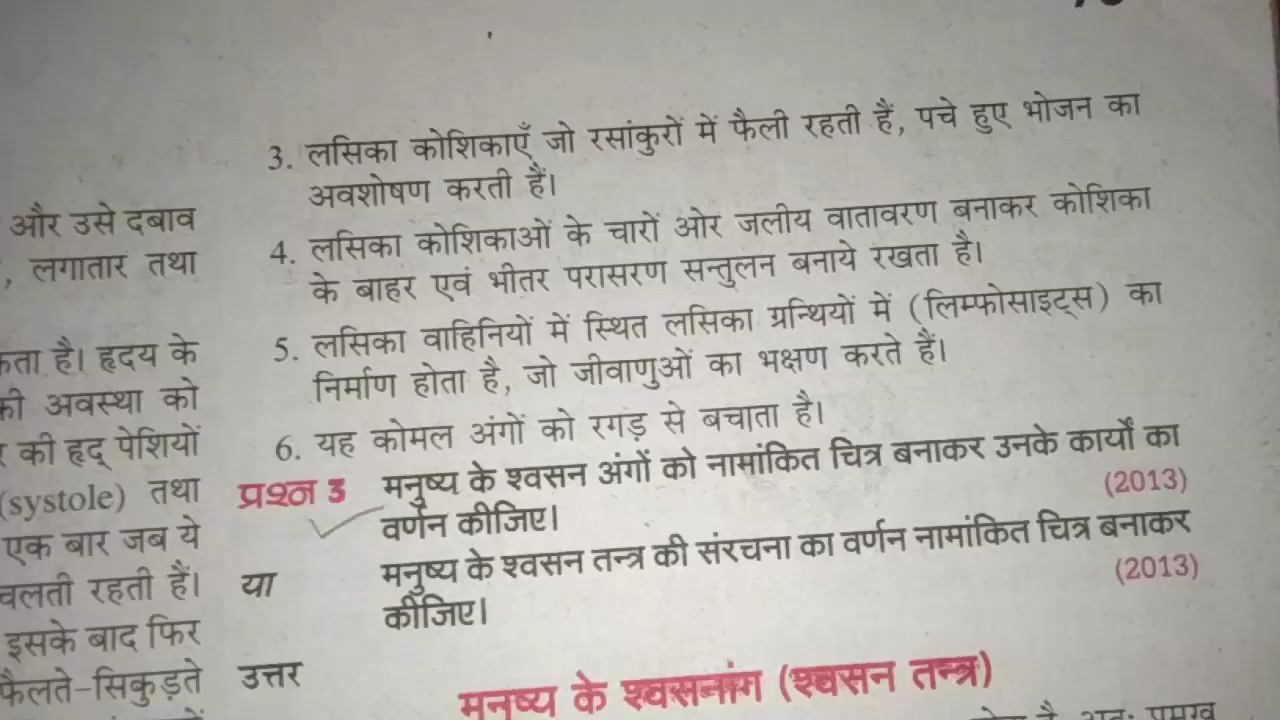 और उसे दबाव
, लगातार तथा
कता है। हृदय के
की अवस्था को
र की हृद् पेशियों
(systole) तथा
एक बार जब ये
चलती रहती हैं।
इसके बाद फिर
फैलते-सिकुड़ते
3. लसिका कोशिकाएँ जो रसांकुरों में फैली रहती हैं, पचे हुए भोजन का
अवशोषण करती हैं।
4. लसिका कोशिकाओं के चारों ओर जलीय वातावरण बनाकर कोशिका
के बाहर एवं भीतर परासरण सन्तुलन बनाये रखता है।
5. लसिका वाहिनियों में स्थित लसिका ग्रन्थियों में (लिम्फोसाइट्स) का
निर्माण होता है, जो जीवाणुओं का भक्षण करते हैं।
6. यह कोमल अंगों को रगड़ से बचाता है।
प्रश्न 3 मनुष्य के श्वसन अंगों को नामांकित चित्र बनाकर उनके कार्यों का
वर्णन कीजिए। (2013)
या मनुष्य के श्वसन तन्त्र की संरचना का वर्णन नामांकित चित्र बनाकर
कीजिए। (2013)
उत्तर
मनुष्य के श्वसनांग (श्वसन तन्त्र)